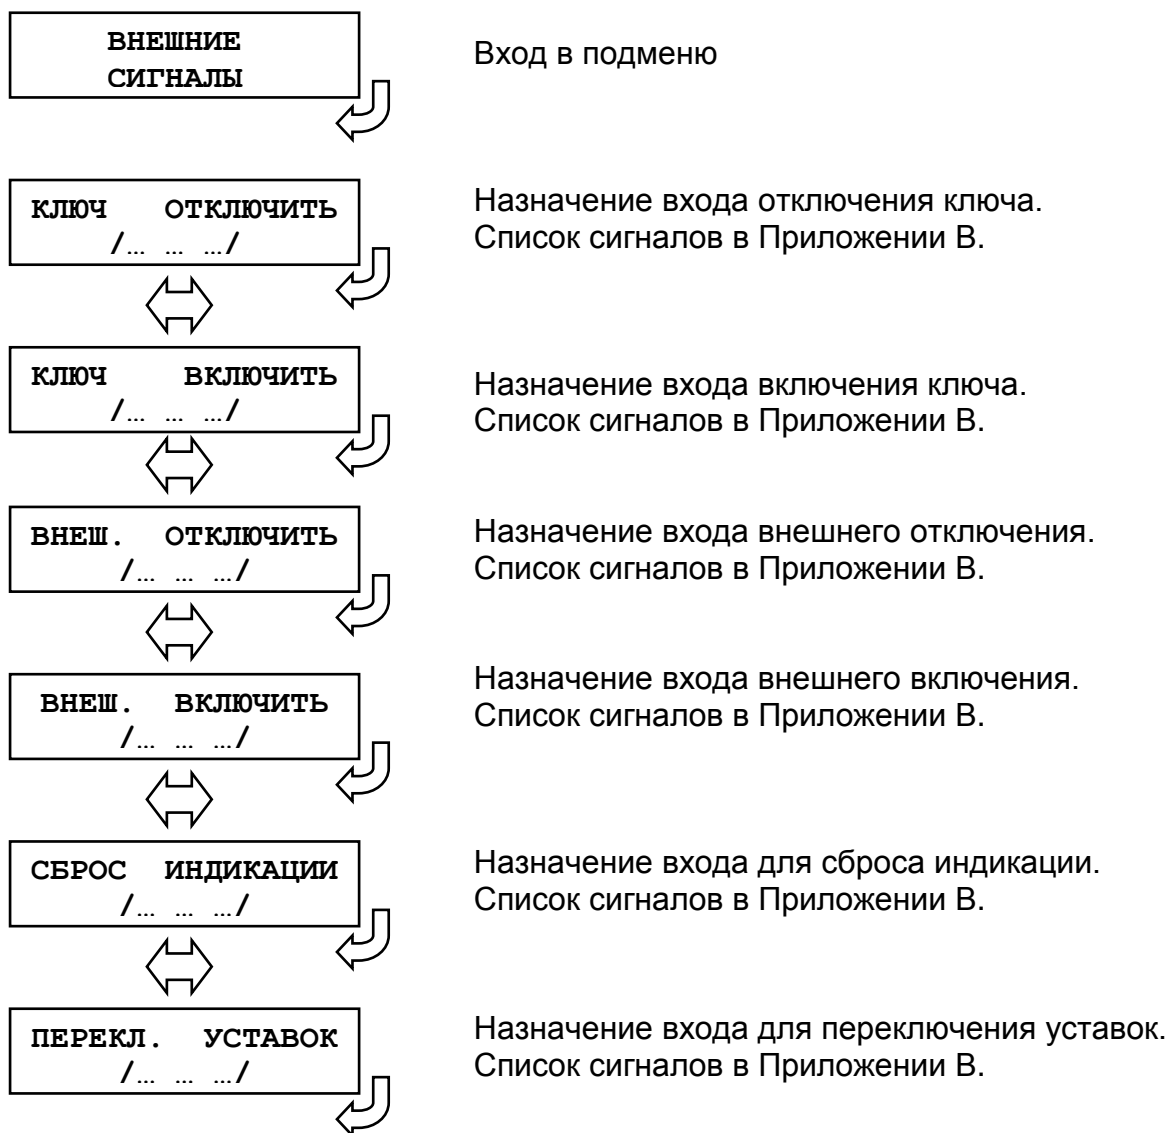 ВНЕШНИЕ
СИГНАЛЫ
Вход в подменю
КЛЮЧ ОТКЛЮЧИТЬ
/… … …/
Назначение входа отключения ключа.
Список сигналов в Приложении В.
КЛЮЧ ВКЛЮЧИТЬ
/… … …/
Назначение входа включения ключа.
Список сигналов в Приложении В.
ВНЕШ. ОТКЛЮЧИТЬ
/… … …/
Назначение входа внешнего отключения.
Список сигналов в Приложении В.
ВНЕШ. ВКЛЮЧИТЬ
/… … …/
Назначение входа внешнего включения.
Список сигналов в Приложении В.
СБРОС ИНДИКАЦИИ
/… … …/
Назначение входа для сброса индикации.
Список сигналов в Приложении В.
ПЕРЕКЛ. УСТАВОК
/… … …/
Назначение входа для переключения уставок.
Список сигналов в Приложении В.